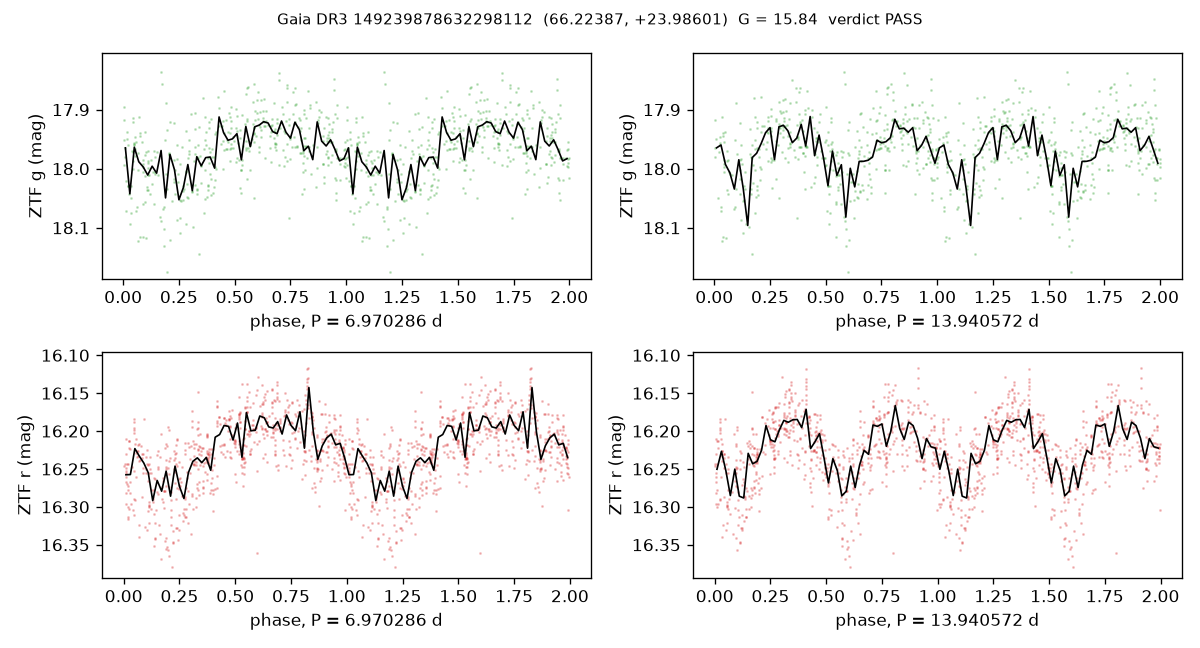 Gaia DR3 149239878632298112  (66.22387, +23.98601)  G = 15.84  verdict PASS
ZTF g (mag)
17.9
18.0
18.1
0.00 0.25 0.50 0.75 1.00 1.25 1.50 1.75 2.00
phase, P = 6.970286 d
ZTF g (mag)
17.9
18.0
18.1
0.00 0.25 0.50 0.75 1.00 1.25 1.50 1.75 2.00
phase, P = 13.940572 d
ZTF r (mag)
16.10
16.15
16.20
16.25
16.30
16.35
0.00 0.25 0.50 0.75 1.00 1.25 1.50 1.75 2.00
phase, P = 6.970286 d
ZTF r (mag)
16.10
16.15
16.20
16.25
16.30
16.35
0.00 0.25 0.50 0.75 1.00 1.25 1.50 1.75 2.00
phase, P = 13.940572 d